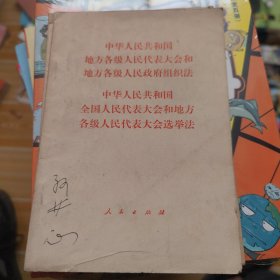 中华人民共和国
地方各级人民代表大会和
地方各级人民政府组织法
中华人民共和国
全国人民代表大会和地方
各级人民代表大会选举法
人民出版社